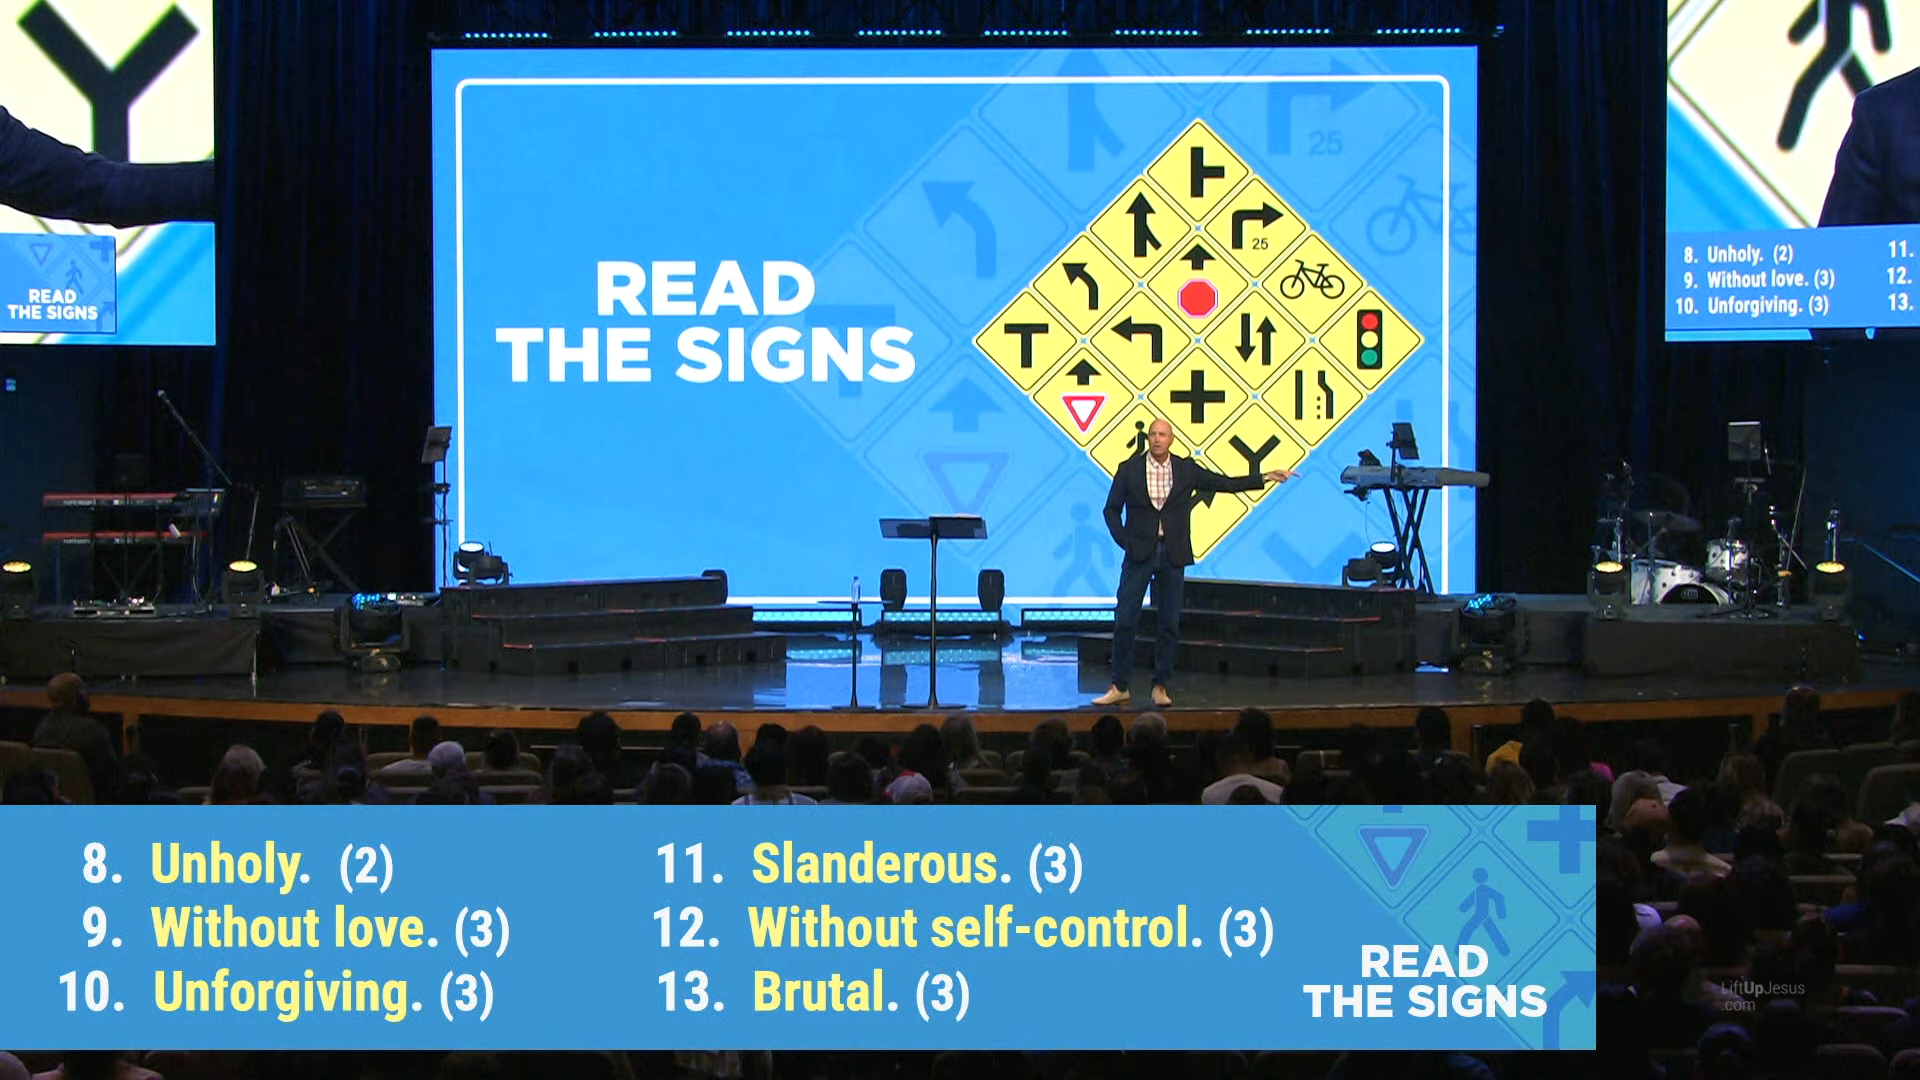 READ
THE SIGNS
25
25
READ
THE SIGNS
8. Unholy. (2)
9. Without love. (3)
10. Unforgiving. (3)
11.
12.
13.
8. Unholy. (2)
9. Without love. (3)
10. Unforgiving. (3)
11. Slanderous. (3)
12. Without self-control. (3)
13. Brutal. (3)
READ
THE SIGNS
LiftUpJesus
.com